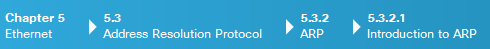 Chapter 5
Ethernet
5.3
Address Resolution Protocol
5.3.2
ARP
5.3.2.1
Introduction to ARP